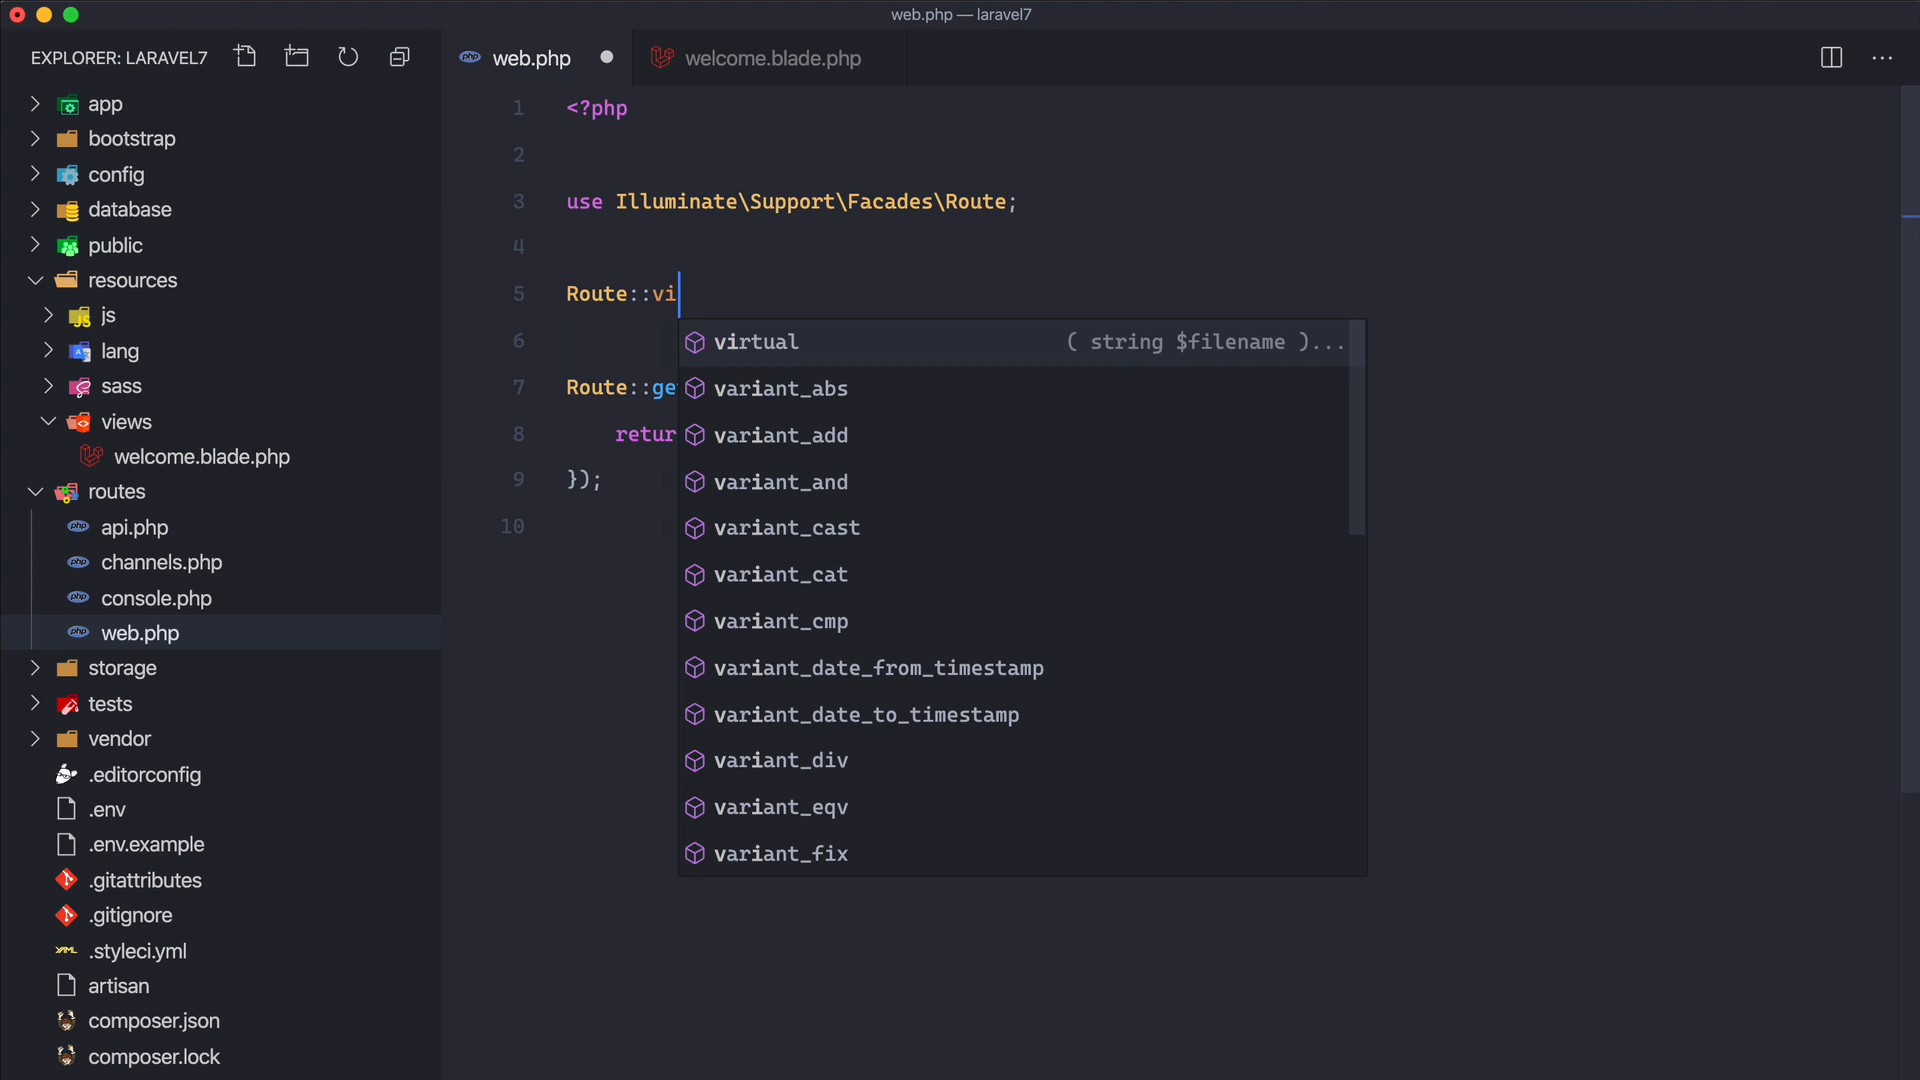 web.php — laravel7
EXPLORER: LARAVEL7
app
bootstrap
config
database
public
resources
js
lang
sass
views
welcome.blade.php
routes
api.php
channels.php
console.php
web.php
storage
tests
vendor
.editorconfig
.env
.env.example
.gitattributes
.gitignore
.styleci.yml
artisan
composer.json
composer.lock
web.php
welcome.blade.php
1 <?php
2
3 use Illuminate\Support\Facades\Route;
4
5 Route::vi
6
7 Route::ge
8 retur
9 });
10
virtual ( string $filename )...
variant_abs
variant_add
variant_and
variant_cast
variant_cat
variant_cmp
variant_date_from_timestamp
variant_date_to_timestamp
variant_div
variant_eqv
variant_fix